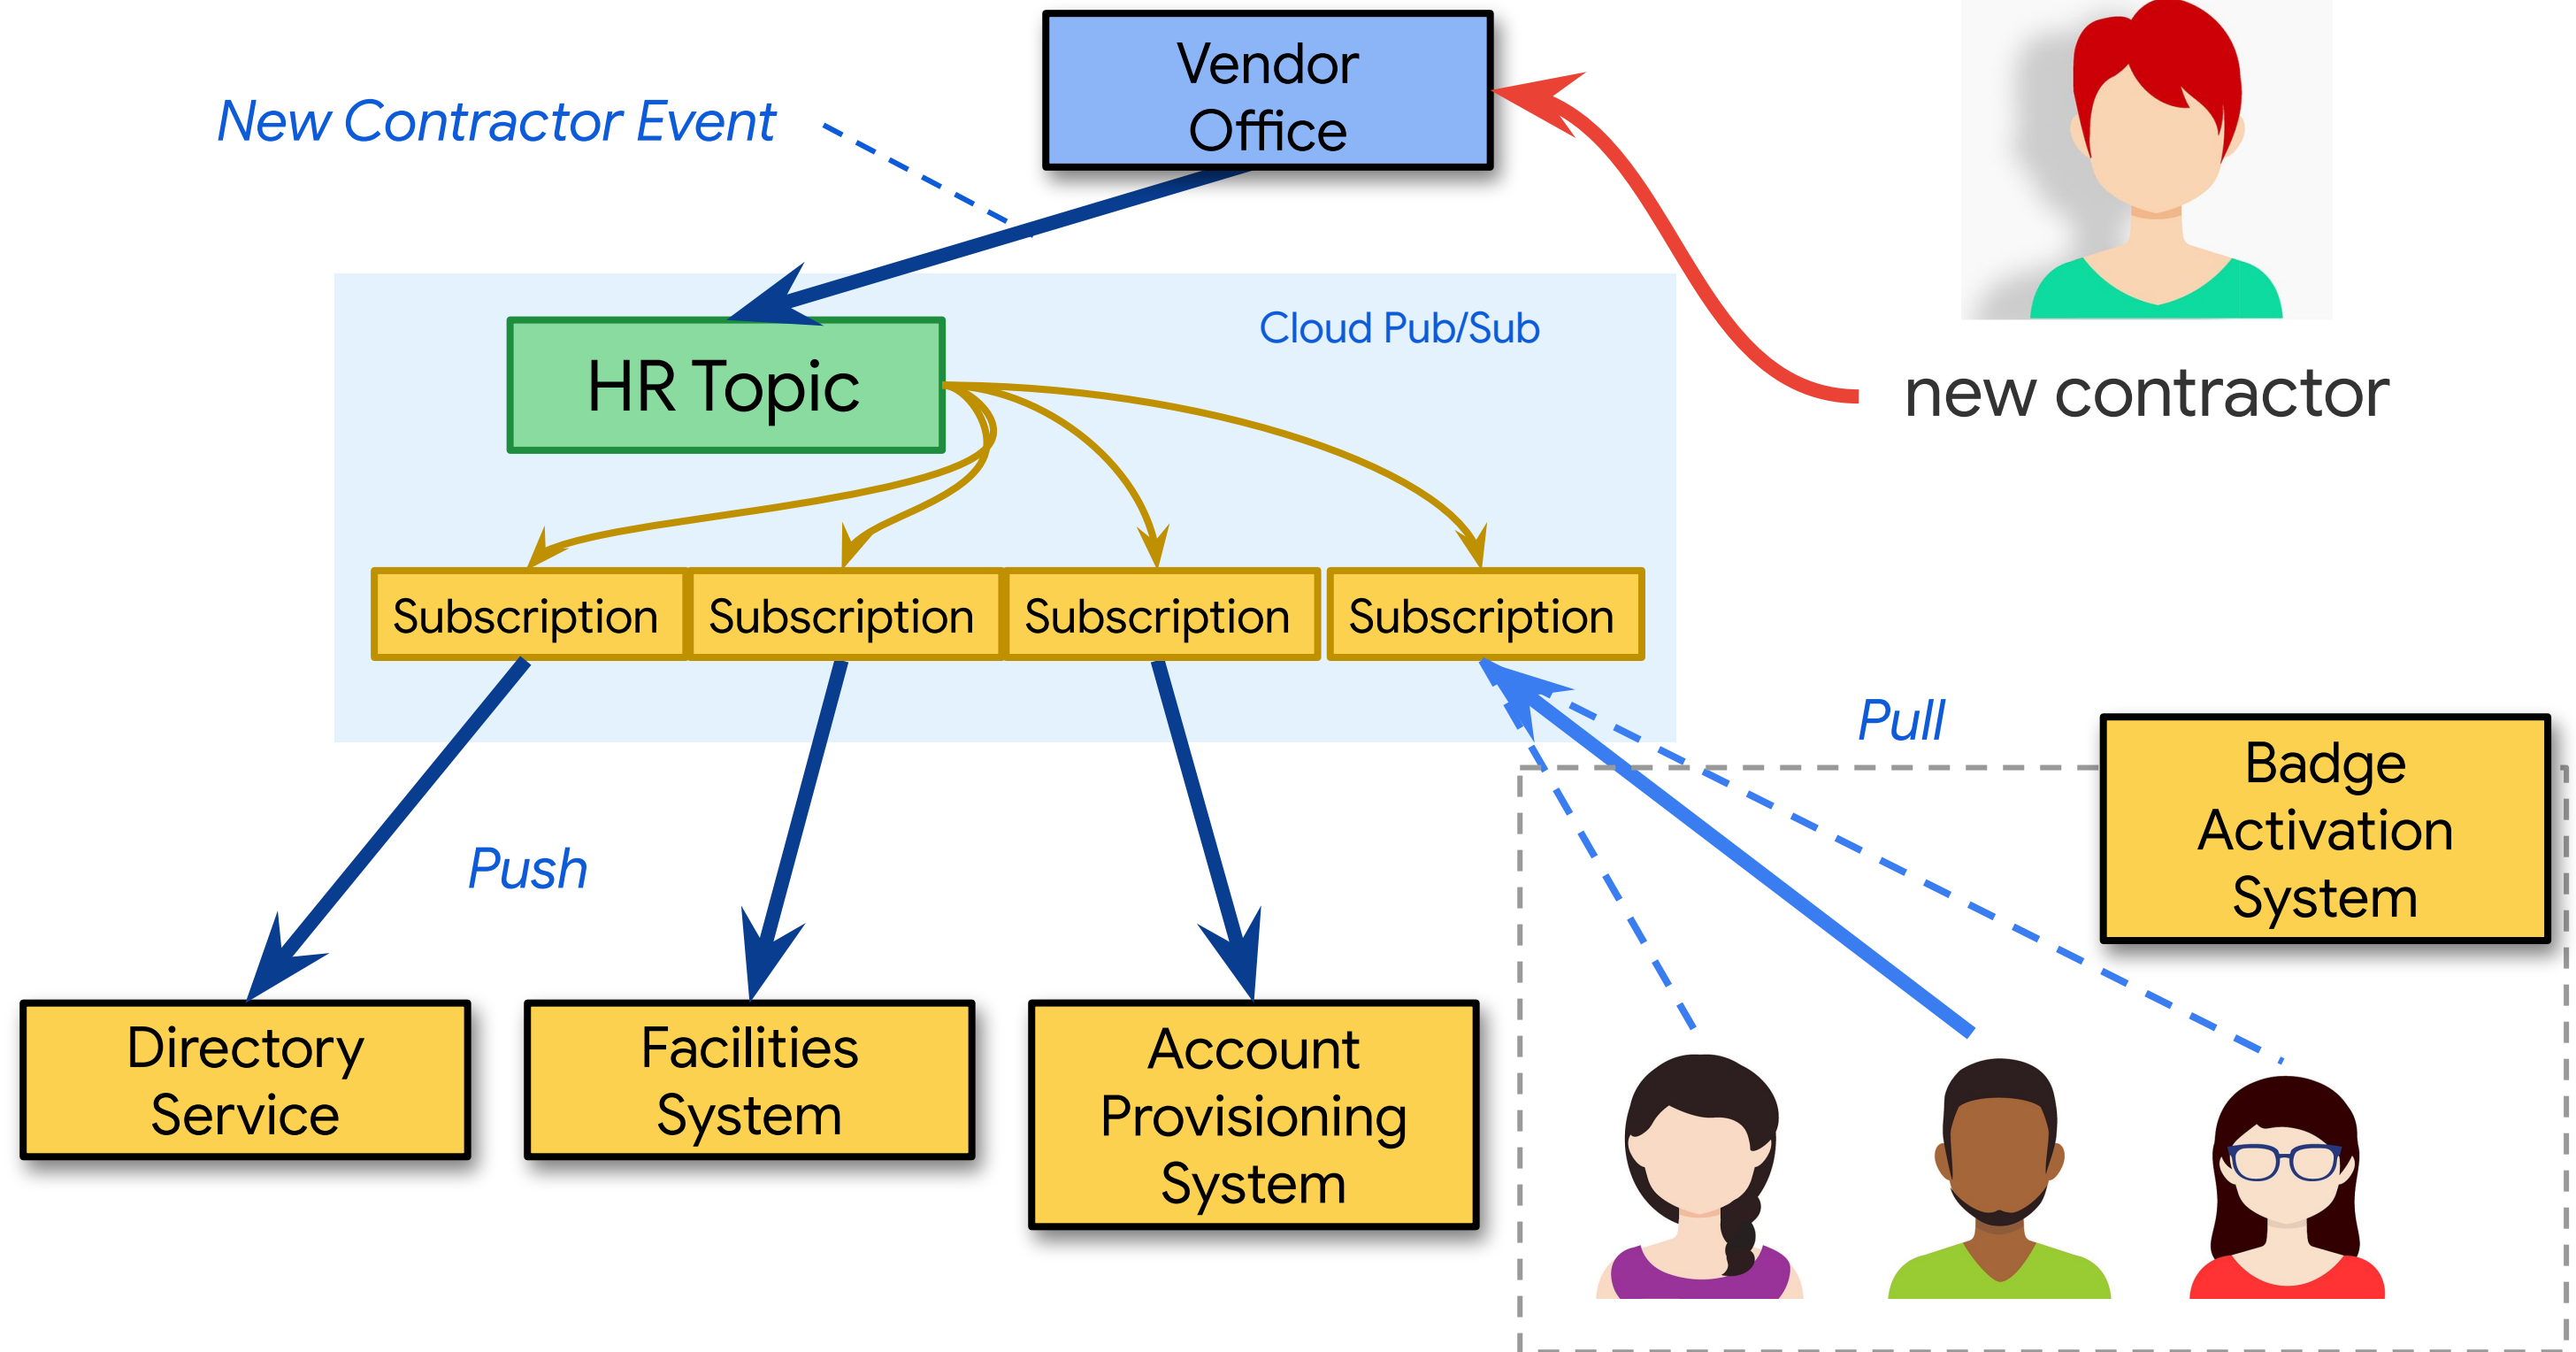 Vendor
Office
New Contractor Event
Cloud Pub/Sub
HR Topic
new contractor
Subscription
Subscription
Subscription
Subscription
Pull
Push
Badge
Activation
System
Directory
Service
Facilities
System
Account
Provisioning
System